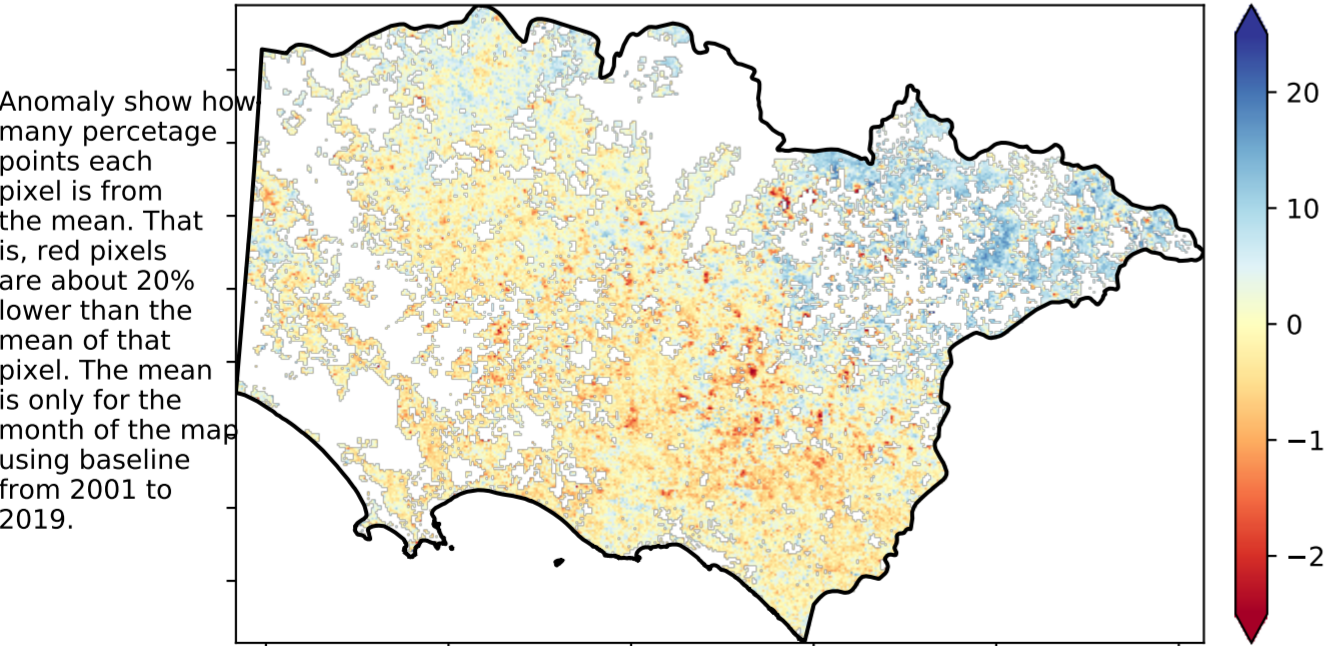 Anomaly show how
many percetage
points each
pixel is from
the mean. That
is, red pixels
are about 20%
lower than the
mean of that
pixel. The mean
is only for the
month of the map
using baseline
from 2001 to
2019.
20
10
0
−1
−2